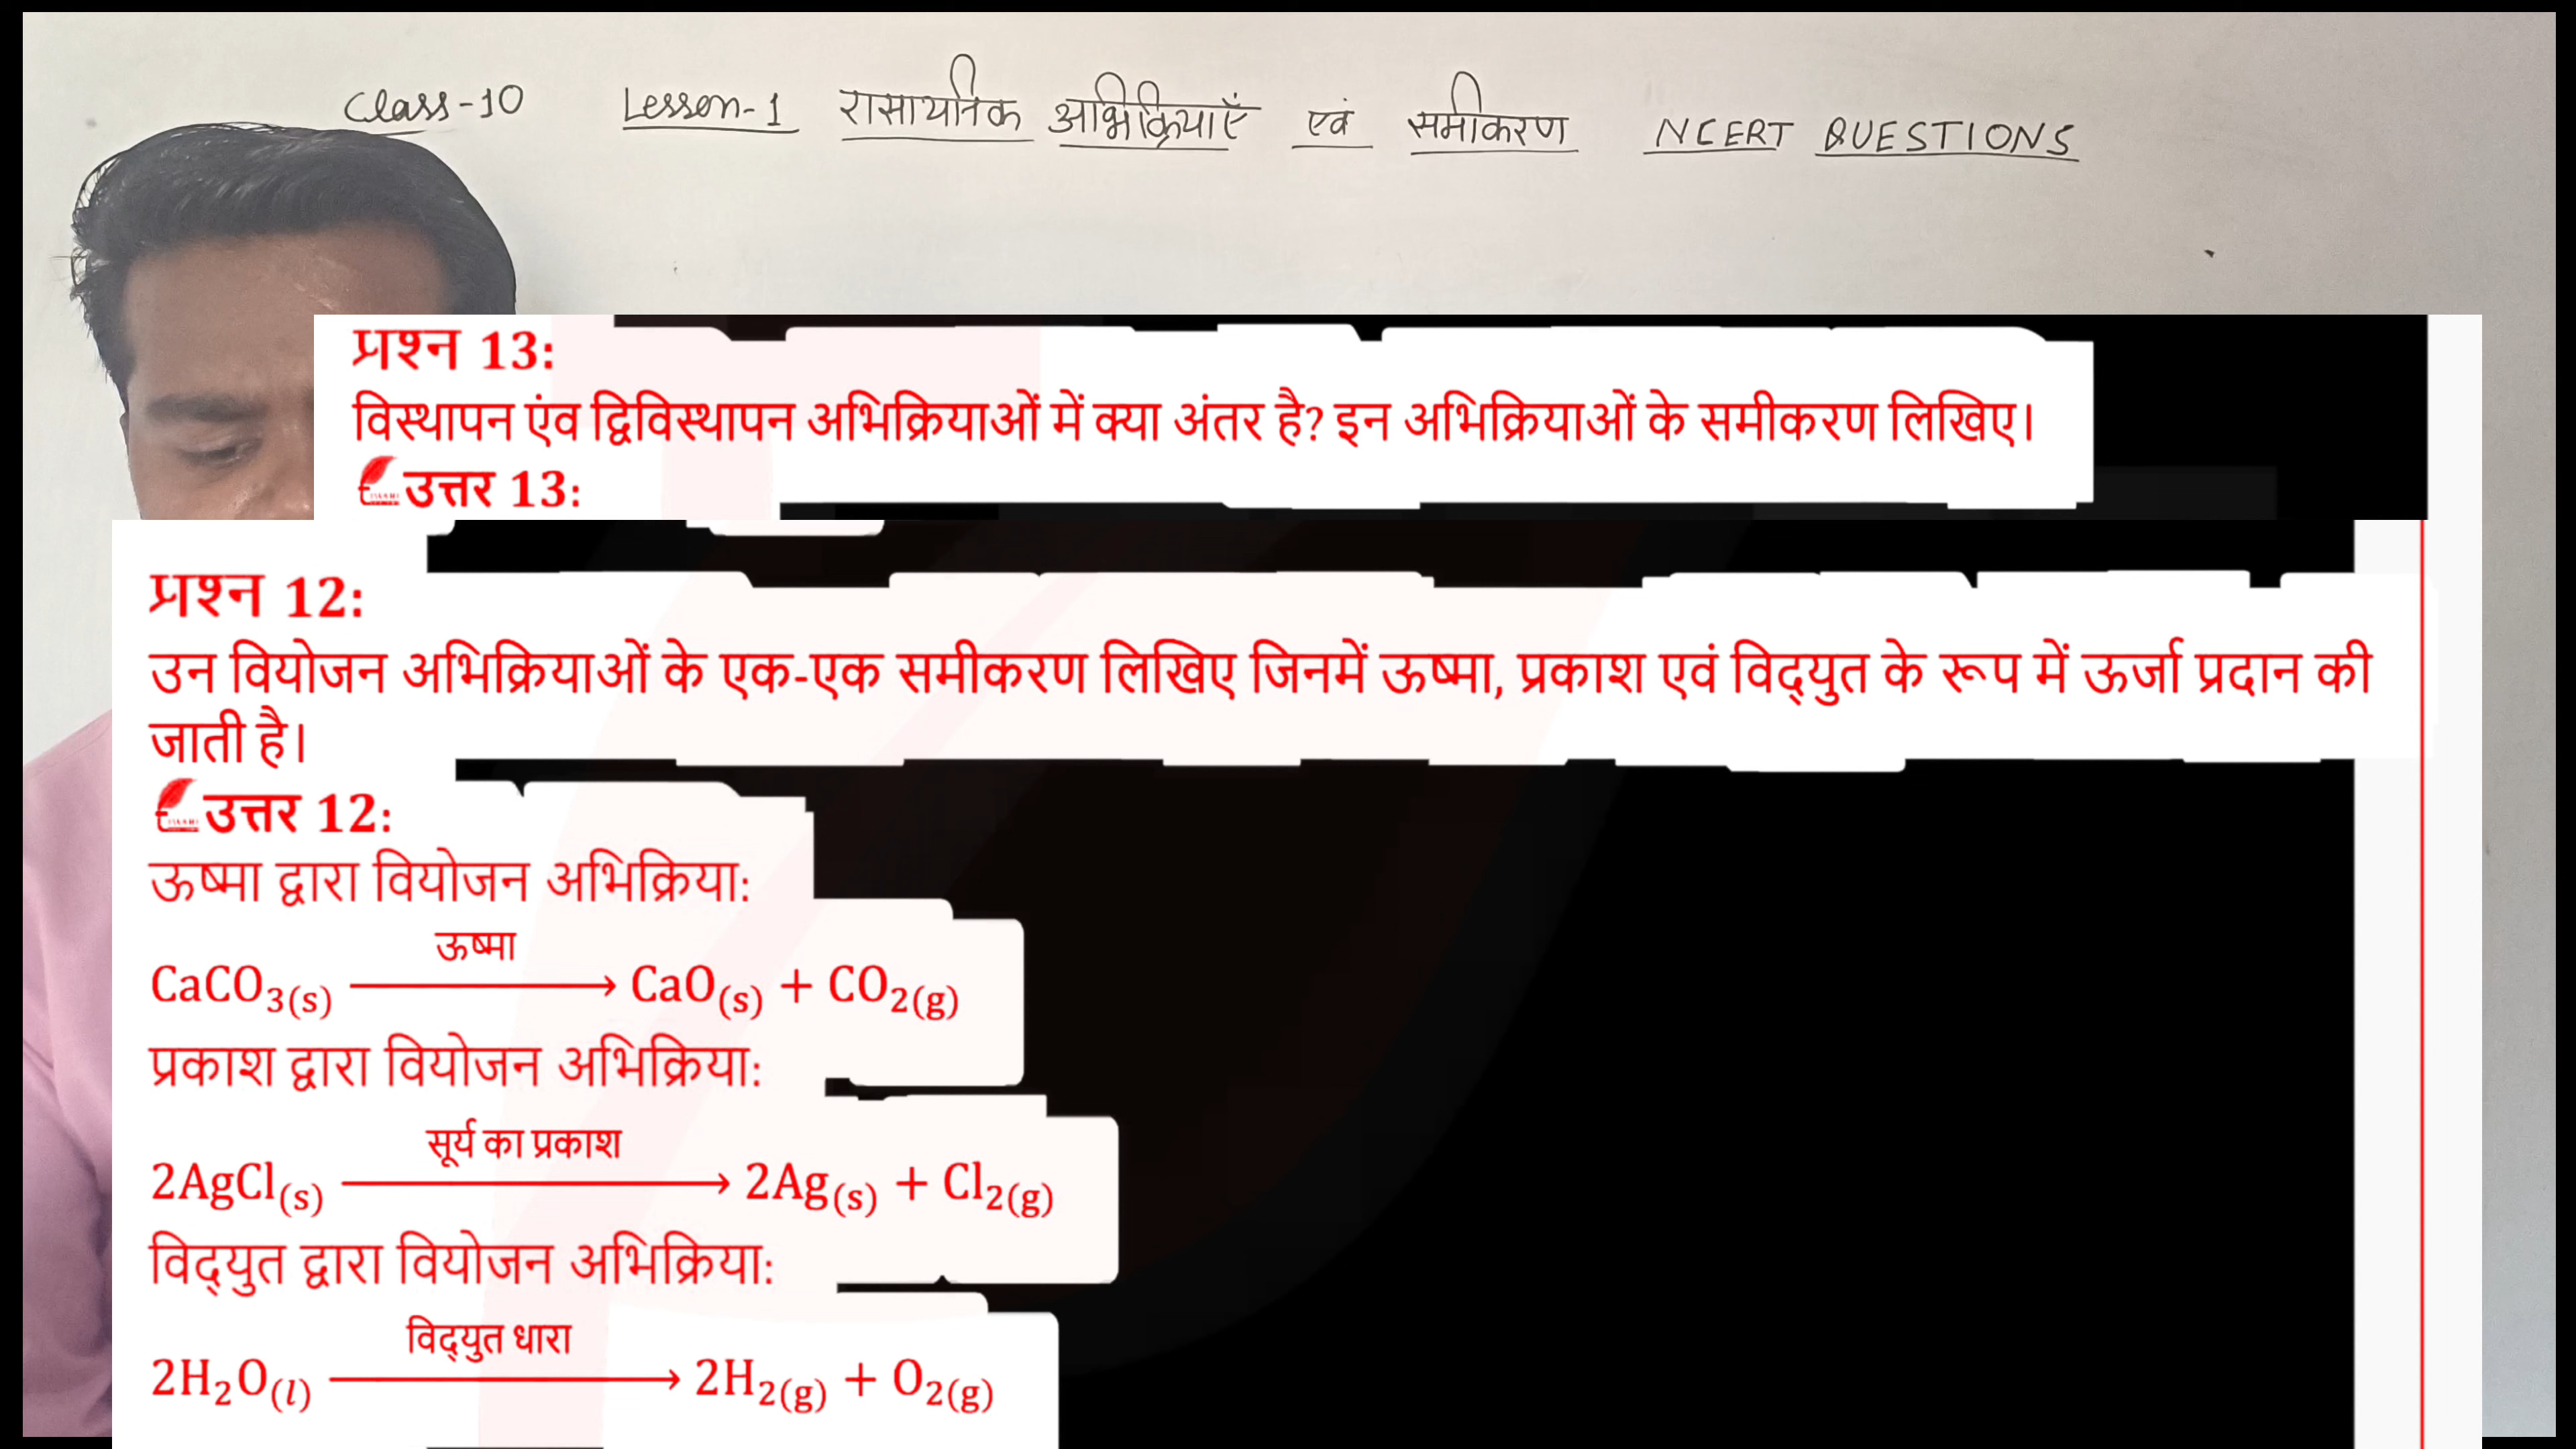 Class-10 Lesson-1 रासायनिक अभिक्रियाएँ एवं समीकरण NCERT QUESTIONS
प्रश्न 13:
विस्थापन एंव द्विविस्थापन अभिक्रियाओं में क्या अंतर है? इन अभिक्रियाओं के समीकरण लिखिए।
उत्तर 13:
प्रश्न 12:
उन वियोजन अभिक्रियाओं के एक-एक समीकरण लिखिए जिनमें ऊष्मा, प्रकाश एवं विद्युत के रूप में ऊर्जा प्रदान की
जाती है।
उत्तर 12:
ऊष्मा द्वारा वियोजन अभिक्रिया:
ऊष्मा
CaCO₃(s) ⟶ CaO(s) + CO₂(g)
प्रकाश द्वारा वियोजन अभिक्रिया:
सूर्य का प्रकाश
2AgCl(s) ⟶ 2Ag(s) + Cl₂(g)
विद्युत द्वारा वियोजन अभिक्रिया:
विद्युत धारा
2H₂O(l) ⟶ 2H₂(g) + O₂(g)